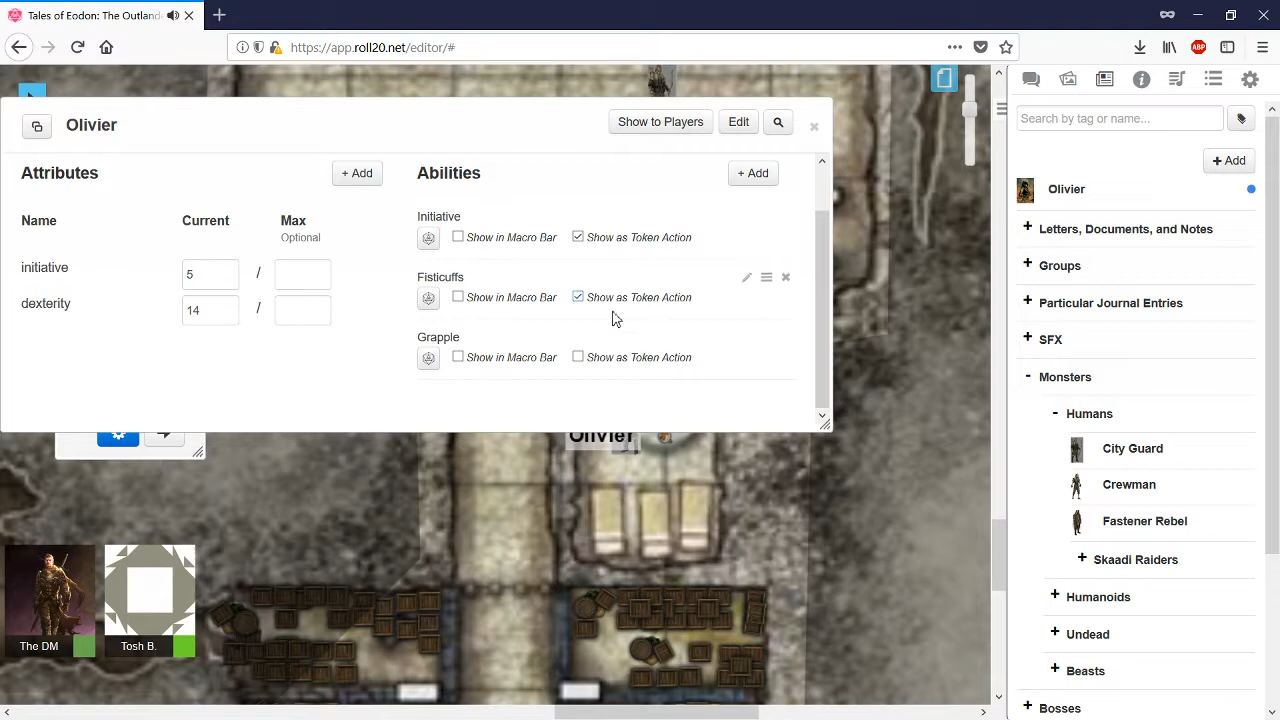 Tales of Eodon: The Outland
https://app.roll20.net/editor/#
ABP
Olivier
Show to Players
Edit
Attributes
+ Add
Abilities
+ Add
Name
Current
Max
Optional
initiative
5
/
dexterity
14
/
Initiative
Show in Macro Bar
Show as Token Action
Fisticuffs
Show in Macro Bar
Show as Token Action
Grapple
Show in Macro Bar
Show as Token Action
Olivier
The DM
Tosh B.
Search by tag or name...
+ Add
Olivier
+ Letters, Documents, and Notes
+ Groups
+ Particular Journal Entries
+ SFX
- Monsters
- Humans
City Guard
Crewman
Fastener Rebel
+ Skaadi Raiders
+ Humanoids
+ Undead
+ Beasts
+ Bosses